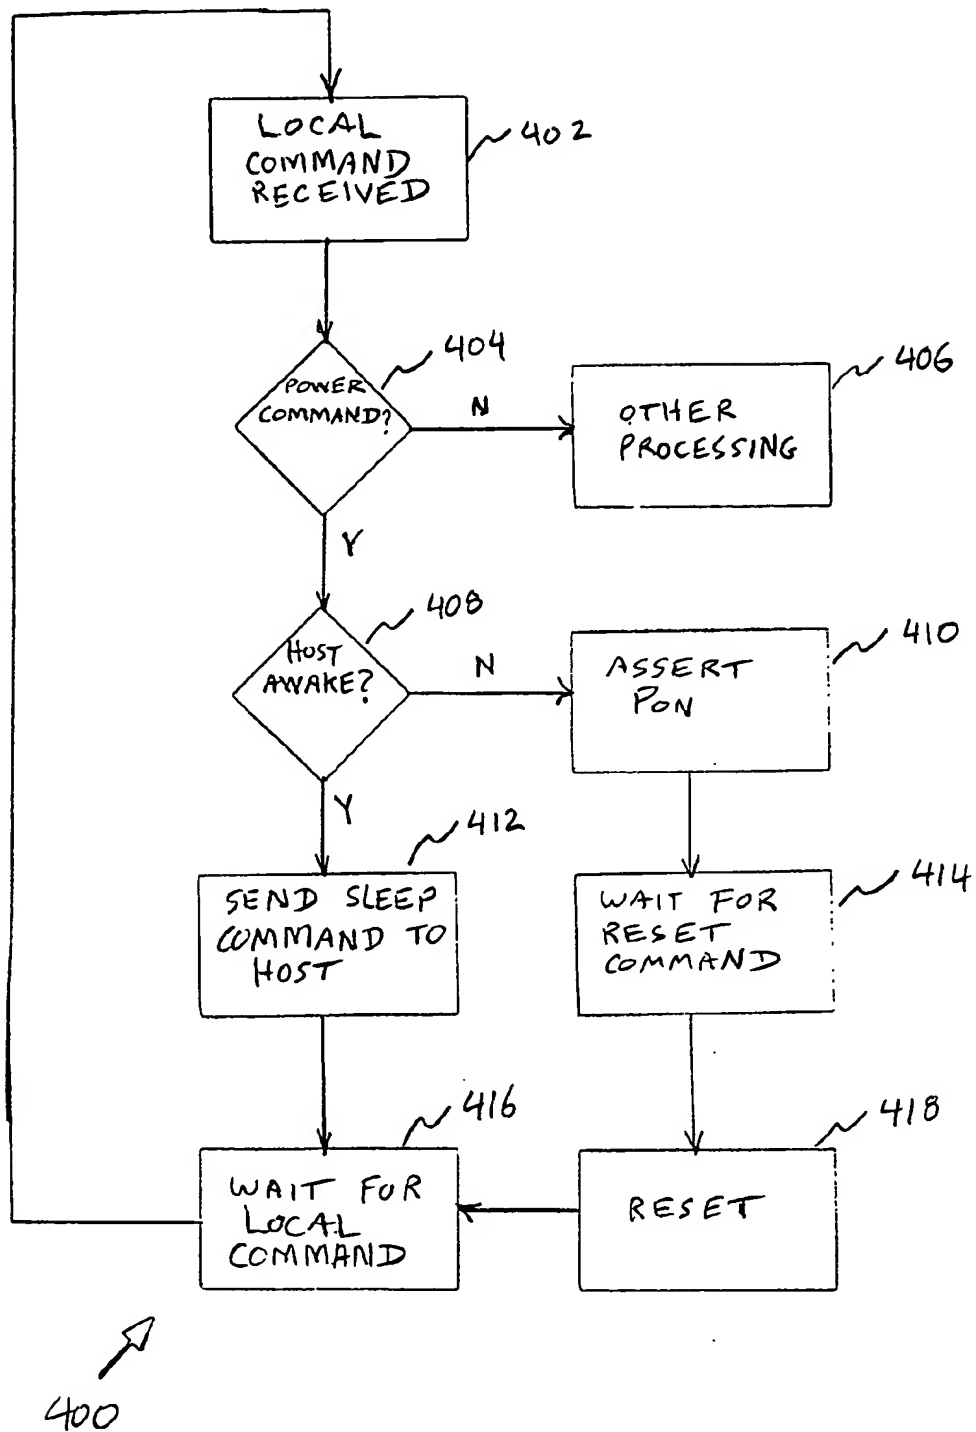 LOCAL
COMMAND
RECEIVED
402
POWER
COMMAND?
404
N
OTHER
PROCESSING
406
Y
HOST
AWAKE?
408
N
ASSERT
PON
410
Y
SEND SLEEP
COMMAND TO
HOST
412
WAIT FOR
RESET
COMMAND
414
WAIT FOR
LOCAL
COMMAND
416
RESET
418
400